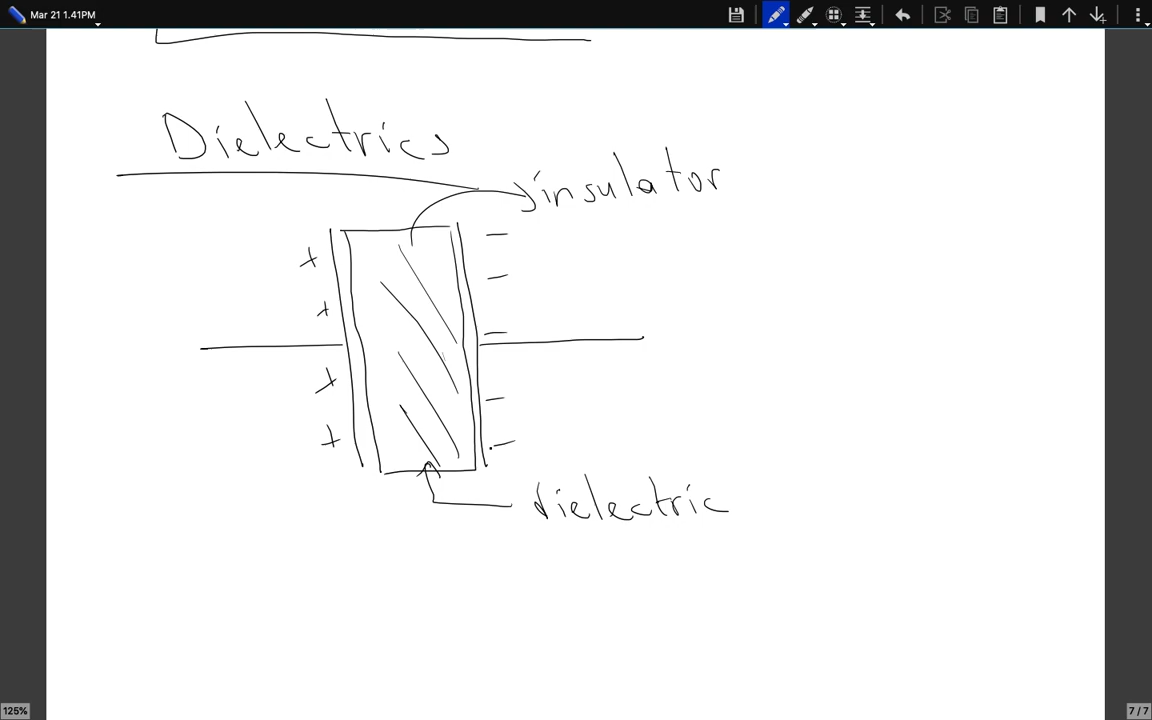 Mar 21 1.41PM
Dielectrics
insulator
+ −
+ −
−
+ −
+ −
dielectric
125%
7 / 7